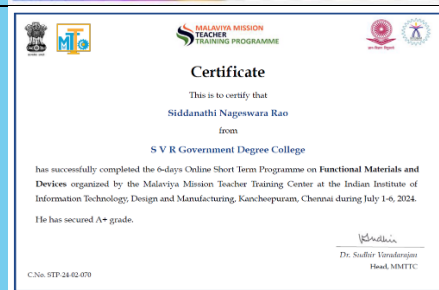 MMTTC
MALAVIYA MISSION
TEACHER
TRAINING PROGRAMME
Certificate
This is to certify that
Siddanathi Nageswara Rao
from
S V R Government Degree College
has successfully completed the 6-days Online Short Term Programme on Functional Materials and
Devices organized by the Malaviya Mission Teacher Training Center at the Indian Institute of
Information Technology, Design and Manufacturing, Kancheepuram, Chennai during July 1-6, 2024.
He has secured A+ grade.
Dr. Sudhir Varadarajan
Head, MMTTC
C.No. STP-24-02-070